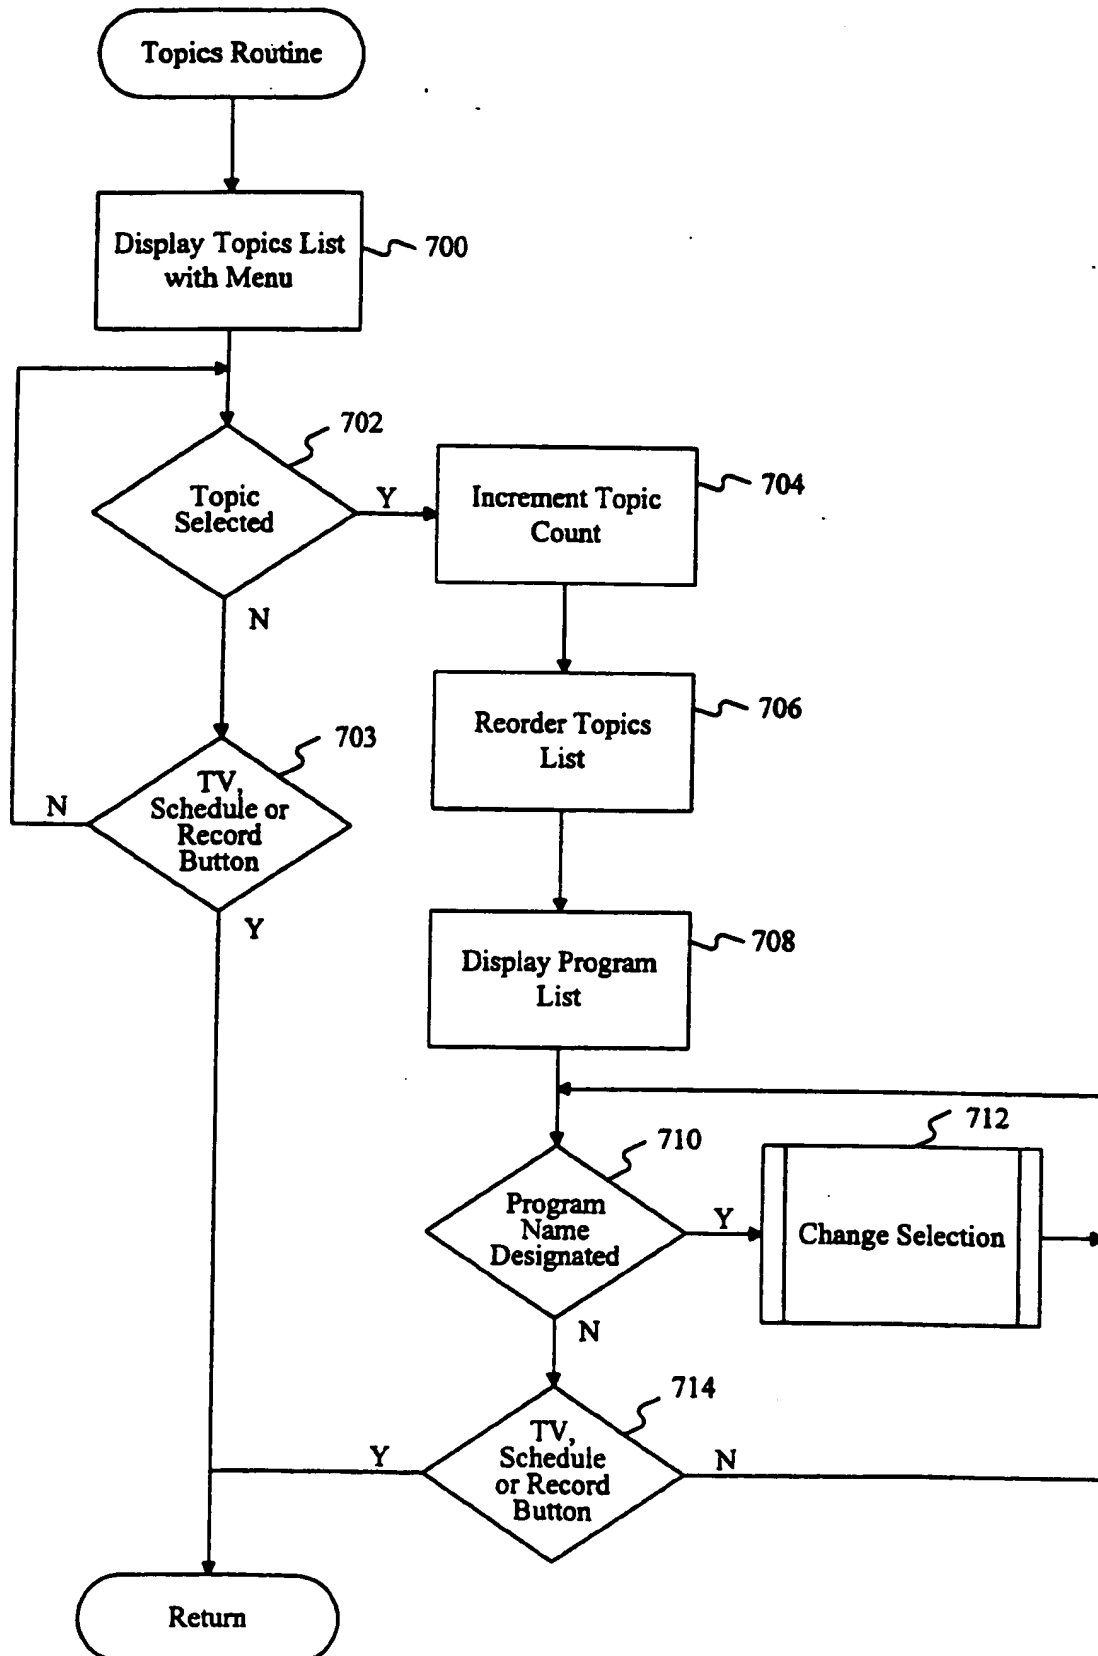 Topics Routine
Display Topics List
with Menu
700
702
Topic
Selected
Y
N
Increment Topic
Count
704
Reorder Topics
List
706
703
TV,
Schedule or
Record
Button
N
Y
Display Program
List
708
710
Program
Name
Designated
Y
N
712
Change Selection
714
TV,
Schedule
or Record
Button
Y
N
Return